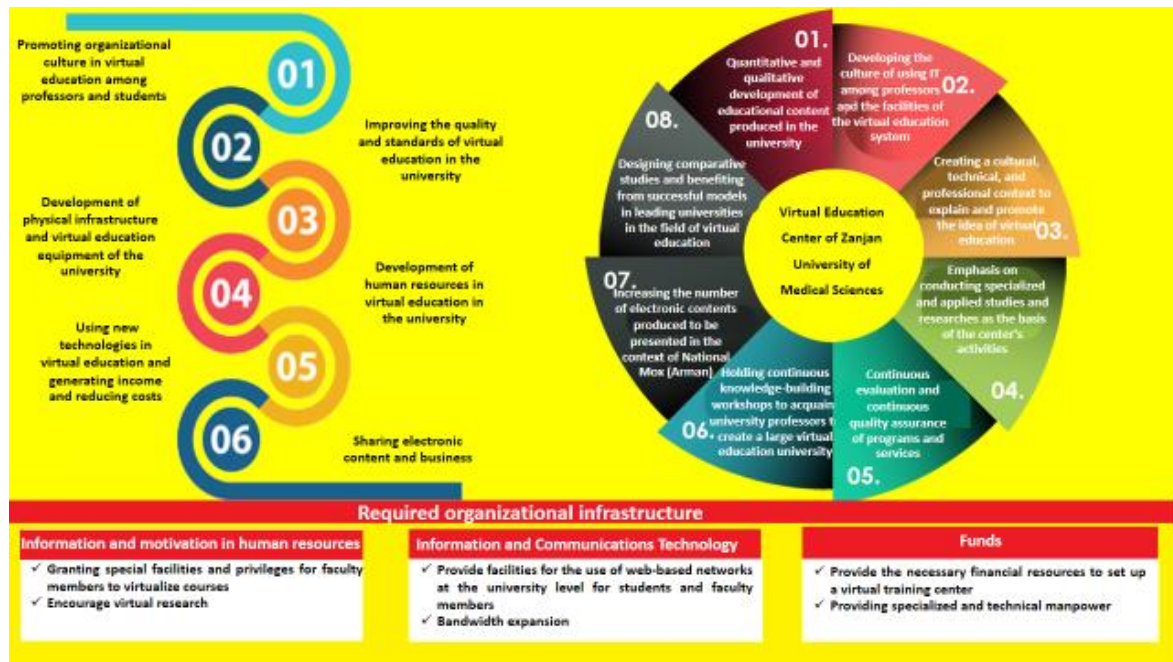 01
Promoting organizational
culture in virtual
education among
professors and students
02
Improving the quality
and standards of virtual
education in the
university
03
Development of
physical infrastructure
and virtual education
equipment of the
university
04
Development of
human resources in
virtual education in
the university
05
Using new
technologies in
virtual education and
generating income
and reducing costs
06
Sharing electronic
content and business
01.
Quantitative and
qualitative
development of
educational content
produced in the
university
02.
Developing the
culture of using IT
among professors
and the facilities of
the virtual education
system
03.
Creating a cultural,
technical, and
professional context to
explain and promote
the idea of virtual
education
04.
Emphasis on
conducting specialized
and applied studies and
researches as the basis
of the center's
activities
05.
Continuous
evaluation and
continuous
quality assurance
of programs and
services
06.
Holding continuous
knowledge-building
workshops to acquain
university professors t
create a large virtual
education university
07.
Increasing the number
of electronic contents
produced to be
presented in the
context of National
Mox (Arman)
08.
Designing comparative
studies and benefiting
from successful models
in leading universities
in the field of virtual
education
Virtual Education
Center of Zanjan
University of
Medical Sciences
Required organizational infrastructure
Information and motivation in human resources
✓ Granting special facilities and privileges for faculty
members to virtualize courses
✓ Encourage virtual research
Information and Communications Technology
✓ Provide facilities for the use of web-based networks
at the university level for students and faculty
members
✓ Bandwidth expansion
Funds
✓ Provide the necessary financial resources to set up
a virtual training center
✓ Providing specialized and technical manpower